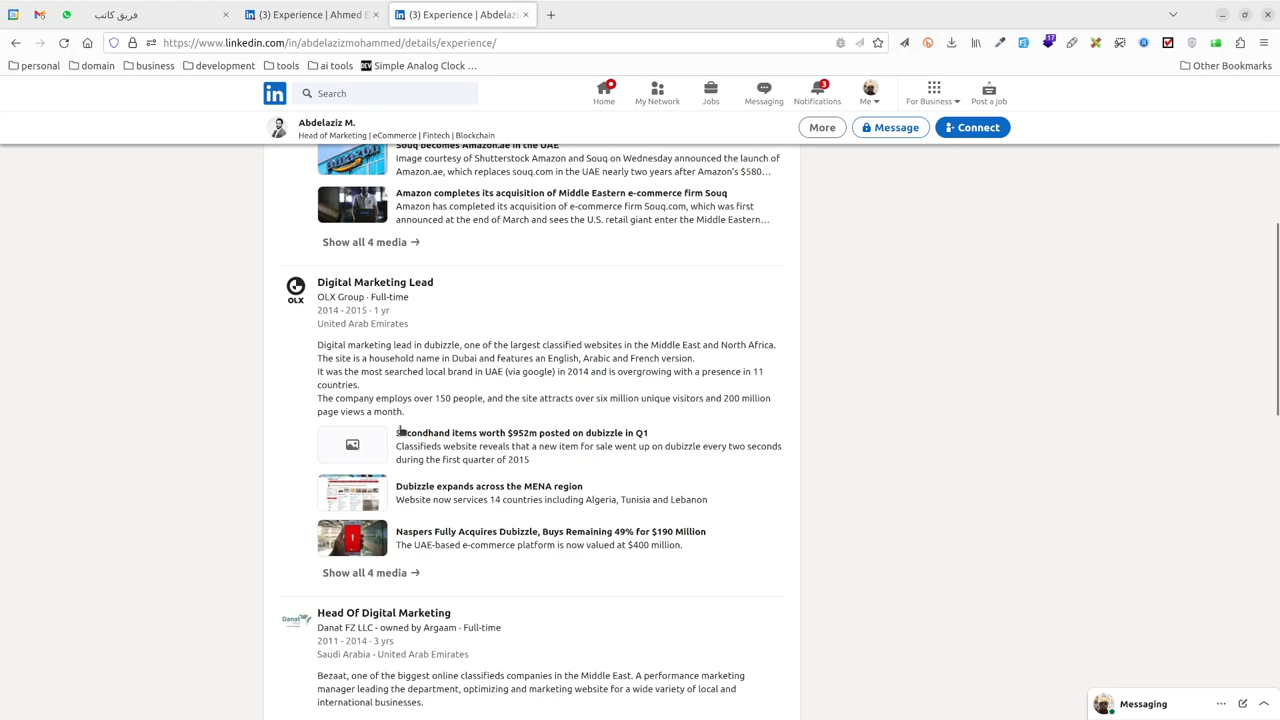 فريق كاتب
(3) Experience | Ahmed E
(3) Experience | Abdelaziz
https://www.linkedin.com/in/abdelazizmohammed/details/experience/
17
personal
domain
business
development
tools
ai tools
DEV
Simple Analog Clock ...
Other Bookmarks
in
Search
Home
My Network
Jobs
Messaging
3
Notifications
Me
For Business
Post a job
Abdelaziz M.
Head of Marketing | eCommerce | Fintech | Blockchain
More
Message
Connect
Souq becomes Amazon.ae in the UAE
Image courtesy of Shutterstock Amazon and Souq on Wednesday announced the launch of
Amazon.ae, which replaces souq.com in the UAE nearly two years after Amazon's $580...
Amazon completes its acquisition of Middle Eastern e-commerce firm Souq
Amazon has completed its acquisition of e-commerce firm Souq.com, which was first
announced at the end of March and sees the U.S. retail giant enter the Middle Eastern...
Show all 4 media →
OLX
Digital Marketing Lead
OLX Group · Full-time
2014 - 2015 · 1 yr
United Arab Emirates
Digital marketing lead in dubizzle, one of the largest classified websites in the Middle East and North Africa.
The site is a household name in Dubai and features an English, Arabic and French version.
It was the most searched local brand in UAE (via google) in 2014 and is overgrowing with a presence in 11
countries.
The company employs over 150 people, and the site attracts over six million unique visitors and 200 million
page views a month.
Secondhand items worth $952m posted on dubizzle in Q1
Classifieds website reveals that a new item for sale went up on dubizzle every two seconds
during the first quarter of 2015
Dubizzle expands across the MENA region
Website now services 14 countries including Algeria, Tunisia and Lebanon
Naspers Fully Acquires Dubizzle, Buys Remaining 49% for $190 Million
The UAE-based e-commerce platform is now valued at $400 million.
Show all 4 media →
Danat
Head Of Digital Marketing
Danat FZ LLC - owned by Argaam · Full-time
2011 - 2014 · 3 yrs
Saudi Arabia - United Arab Emirates
Bezaat, one of the biggest online classifieds companies in the Middle East. A performance marketing
manager leading the department, optimizing and marketing website for a wide variety of local and
international businesses.
Messaging